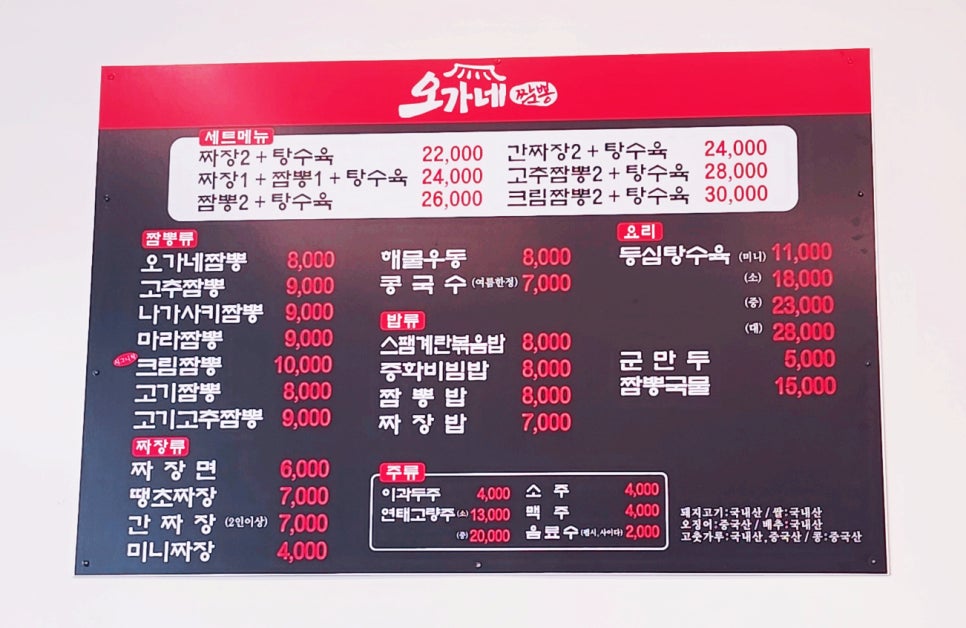 오가네 짬뽕
세트메뉴
짜장2 + 탕수육 22,000
짜장1 + 짬뽕1 + 탕수육 24,000
짬뽕2 + 탕수육 26,000
간짜장2 + 탕수육 24,000
고추짬뽕2 + 탕수육 28,000
크림짬뽕2 + 탕수육 30,000
짬뽕류
오가네짬뽕 8,000
고추짬뽕 9,000
나가사키짬뽕 9,000
마라짬뽕 9,000
크림짬뽕 10,000
고기짬뽕 8,000
고기고추짬뽕 9,000
짜장류
짜장면 6,000
땡초짜장 7,000
간짜장 (2인이상) 7,000
미니짜장 4,000
해물우동 8,000
콩국수 (여름한정) 7,000
밥류
스팸계란볶음밥 8,000
중화비빔밥 8,000
짬뽕밥 8,000
짜장밥 7,000
요리
등심탕수육 (미니) 11,000
(소) 18,000
(중) 23,000
(대) 28,000
군만두 5,000
짬뽕국물 15,000
주류
이과두주 4,000
연태고량주 (소) 13,000
(중) 20,000
소주 4,000
맥주 4,000
음료수 (펩시,사이다) 2,000
돼지고기:국내산 / 쌀:국내산
오징어:중국산 / 배추:국내산
고춧가루:국내산,중국산 / 콩:중국산